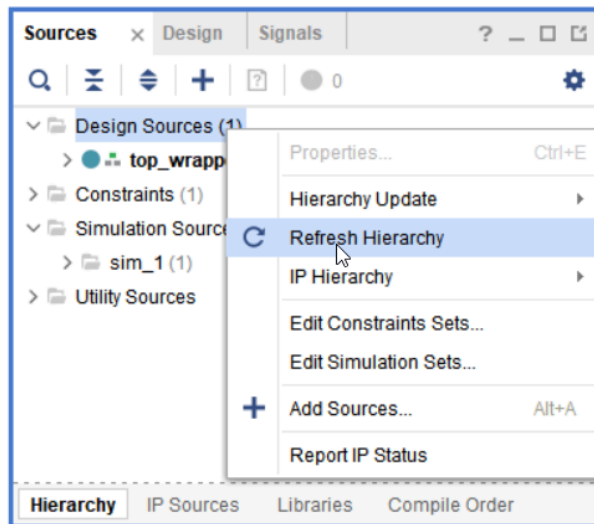 Sources × Design Signals ? _
0
Design Sources (1)
top_wrapp
Constraints (1)
Simulation Source
sim_1 (1)
Utility Sources
Properties... Ctrl+E
Hierarchy Update
Refresh Hierarchy
IP Hierarchy
Edit Constraints Sets...
Edit Simulation Sets...
Add Sources... Alt+A
Report IP Status
Hierarchy IP Sources Libraries Compile Order